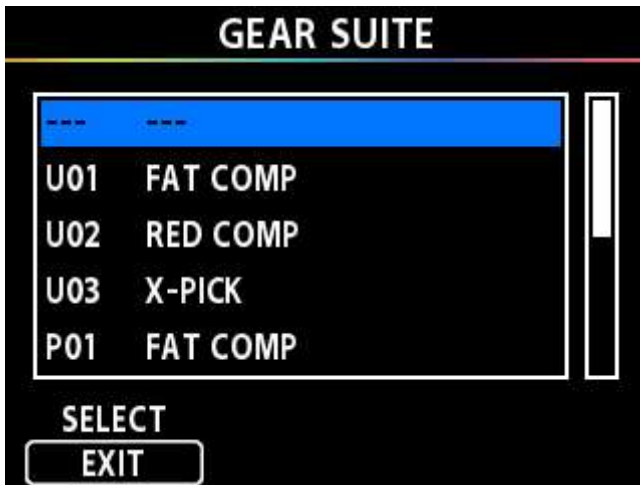 GEAR SUITE
--- ---
U01 FAT COMP
U02 RED COMP
U03 X-PICK
P01 FAT COMP
SELECT
EXIT